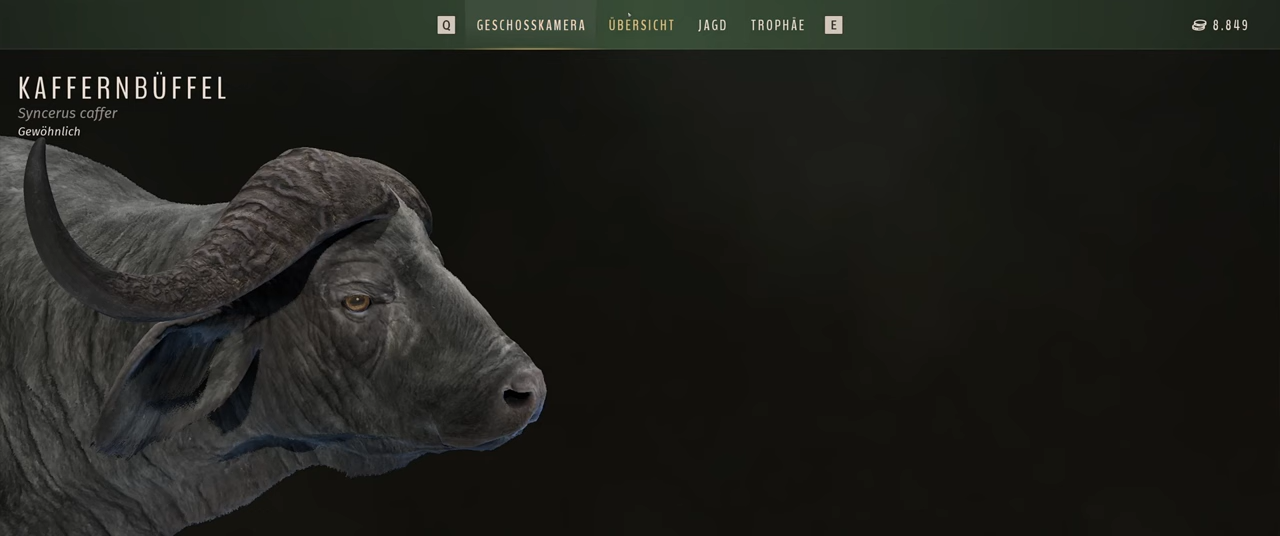 Q GESCHOSSKAMERA ÜBERSICHT JAGD TROPHÄE E 8.849
KAFFERNBÜFFEL
Syncerus caffer
Gewöhnlich